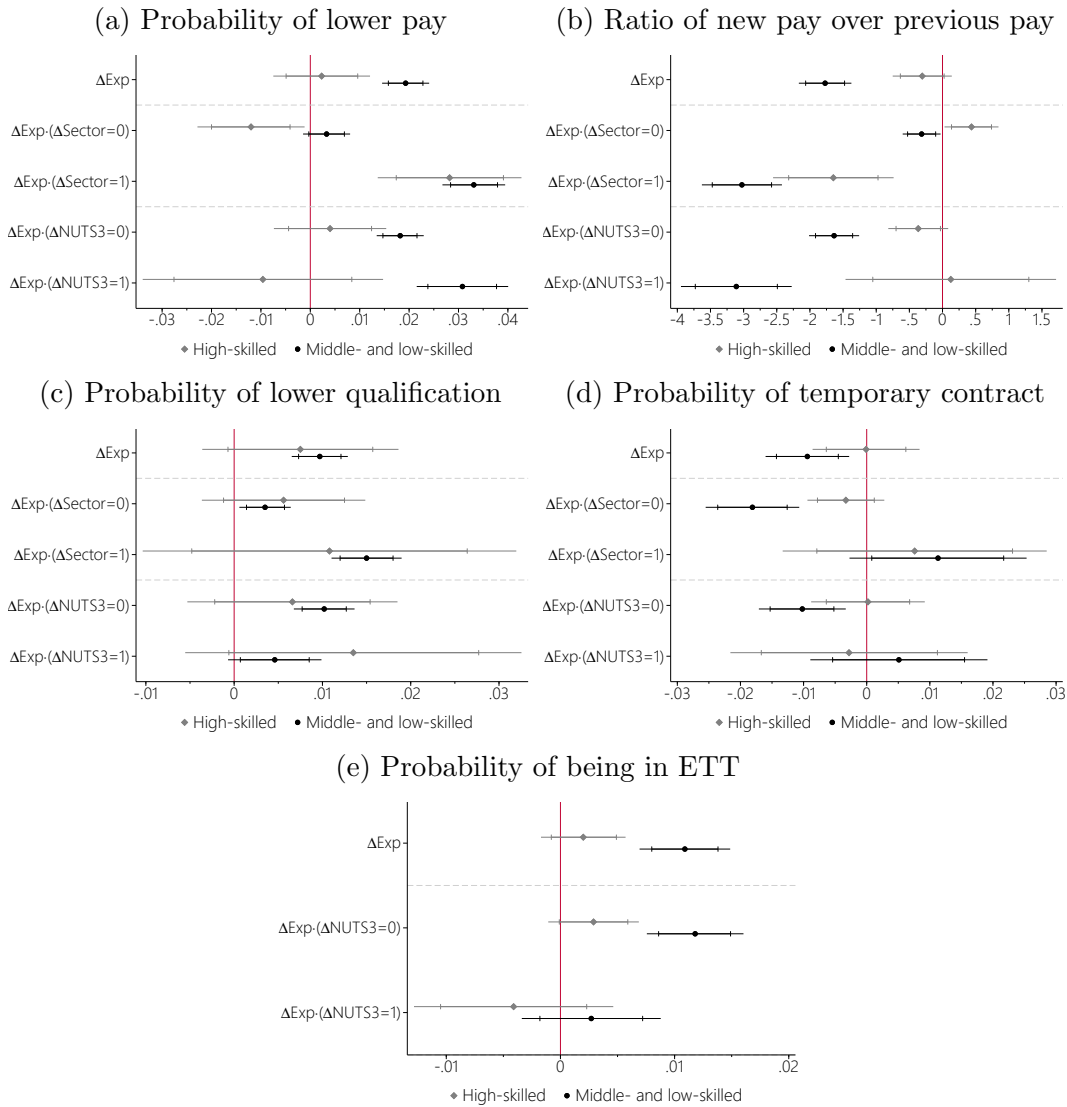 (a) Probability of lower pay
ΔExp
ΔExp·(ΔSector=0)
ΔExp·(ΔSector=1)
ΔExp·(ΔNUTS3=0)
ΔExp·(ΔNUTS3=1)
-.03 -.02 -.01 0 .01 .02 .03 .04
High-skilled Middle- and low-skilled
(b) Ratio of new pay over previous pay
ΔExp
ΔExp·(ΔSector=0)
ΔExp·(ΔSector=1)
ΔExp·(ΔNUTS3=0)
ΔExp·(ΔNUTS3=1)
-4 -3.5 -3 -2.5 -2 -1.5 -1 -.5 0 .5 1 1.5
High-skilled Middle- and low-skilled
(c) Probability of lower qualification
ΔExp
ΔExp·(ΔSector=0)
ΔExp·(ΔSector=1)
ΔExp·(ΔNUTS3=0)
ΔExp·(ΔNUTS3=1)
-.01 0 .01 .02 .03
High-skilled Middle- and low-skilled
(d) Probability of temporary contract
ΔExp
ΔExp·(ΔSector=0)
ΔExp·(ΔSector=1)
ΔExp·(ΔNUTS3=0)
ΔExp·(ΔNUTS3=1)
-.03 -.02 -.01 0 .01 .02 .03
High-skilled Middle- and low-skilled
(e) Probability of being in ETT
ΔExp
ΔExp·(ΔNUTS3=0)
ΔExp·(ΔNUTS3=1)
-.01 0 .01 .02
High-skilled Middle- and low-skilled